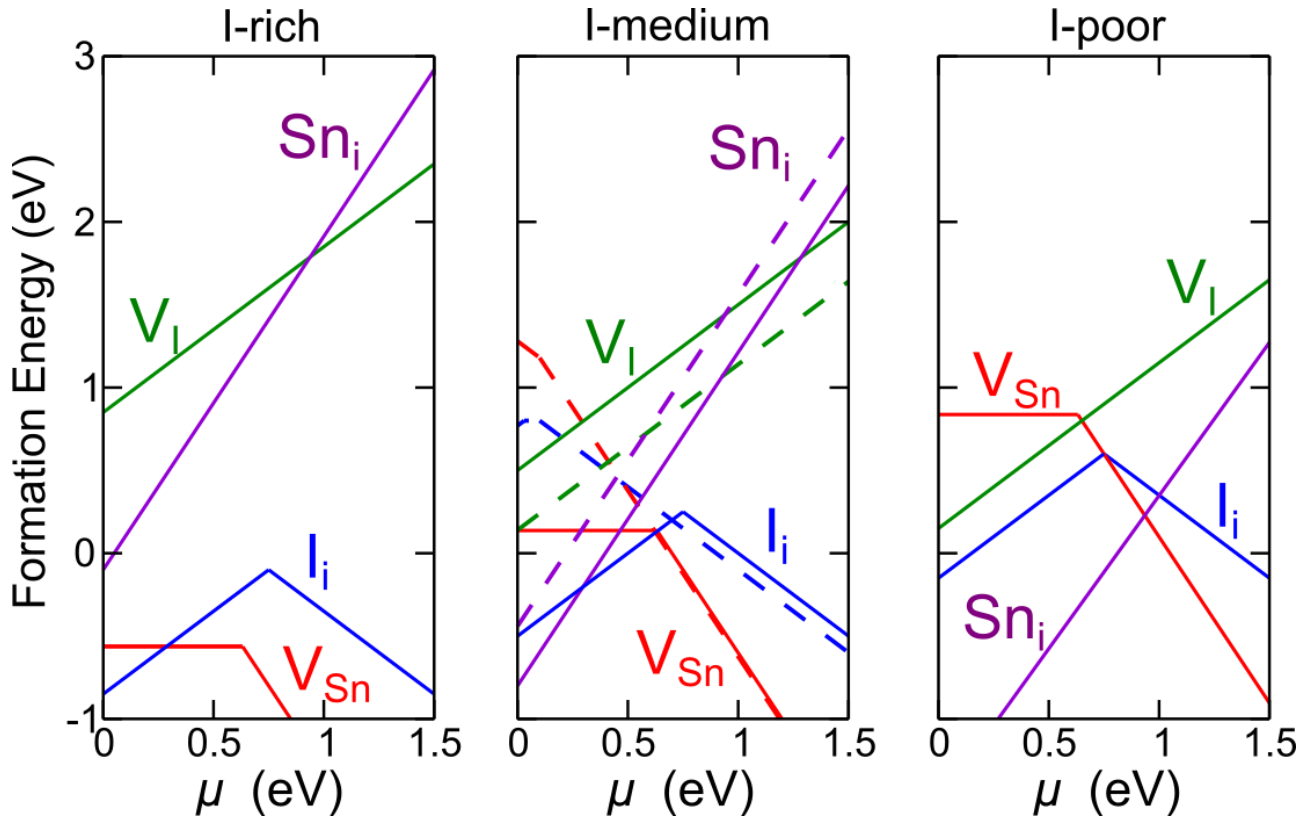 I-rich
I-medium
I-poor
Formation Energy (eV)
3
2
1
0
-1
Sn_i
V_I
I_i
V_Sn
0
0.5
1
1.5
μ (eV)
Sn_i
V_I
I_i
V_Sn
0
0.5
1
1.5
μ (eV)
V_I
V_Sn
I_i
Sn_i
0
0.5
1
1.5
μ (eV)